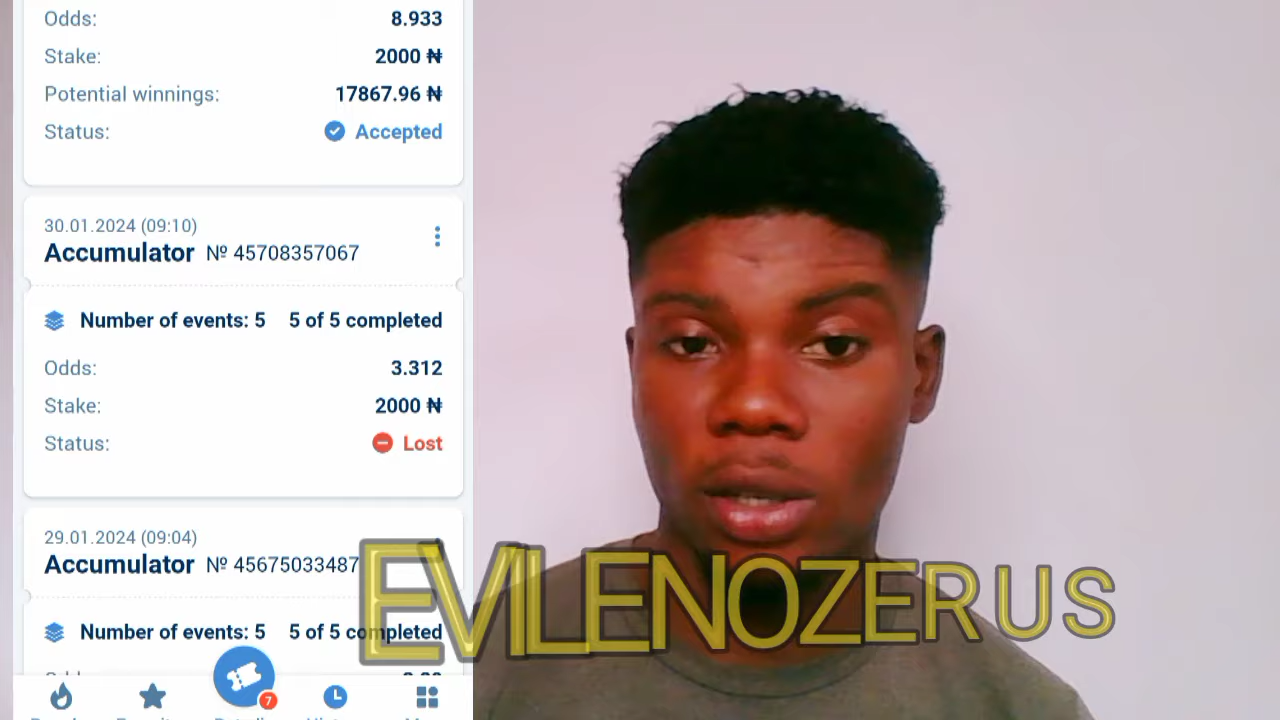 Odds: 8.933
Stake: 2000 ₦
Potential winnings: 17867.96 ₦
Status: Accepted
30.01.2024 (09:10)
Accumulator № 45708357067
Number of events: 5 5 of 5 completed
Odds: 3.312
Stake: 2000 ₦
Status: Lost
29.01.2024 (09:04)
Accumulator № 45675033487
Number of events: 5 5 of 5 completed
7
EVILENOZERUS